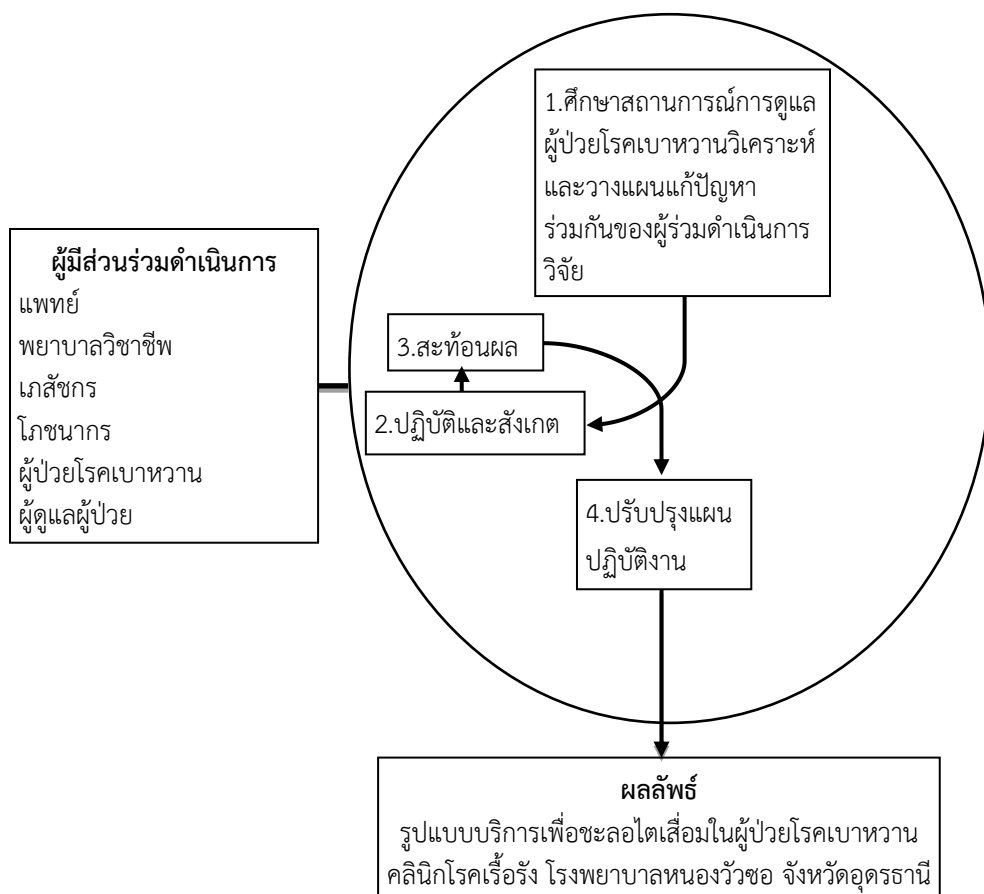 ผู้มีส่วนร่วมดำเนินการ
แพทย์
พยาบาลวิชาชีพ
เภสัชกร
โภชนากร
ผู้ป่วยโรคเบาหวาน
ผู้ดูแลผู้ป่วย
1.ศึกษาสถานการณ์การดูแล
ผู้ป่วยโรคเบาหวานวิเคราะห์
และวางแผนแก้ปัญหา
ร่วมกันของผู้ร่วมดำเนินการ
วิจัย
3.สะท้อนผล
2.ปฏิบัติและสังเกต
4.ปรับปรุงแผน
ปฏิบัติงาน
ผลลัพธ์
รูปแบบบริการเพื่อชะลอไตเสื่อมในผู้ป่วยโรคเบาหวาน
คลินิกโรคเรื้อรัง โรงพยาบาลหนองวัวซอ จังหวัดอุดรธานี